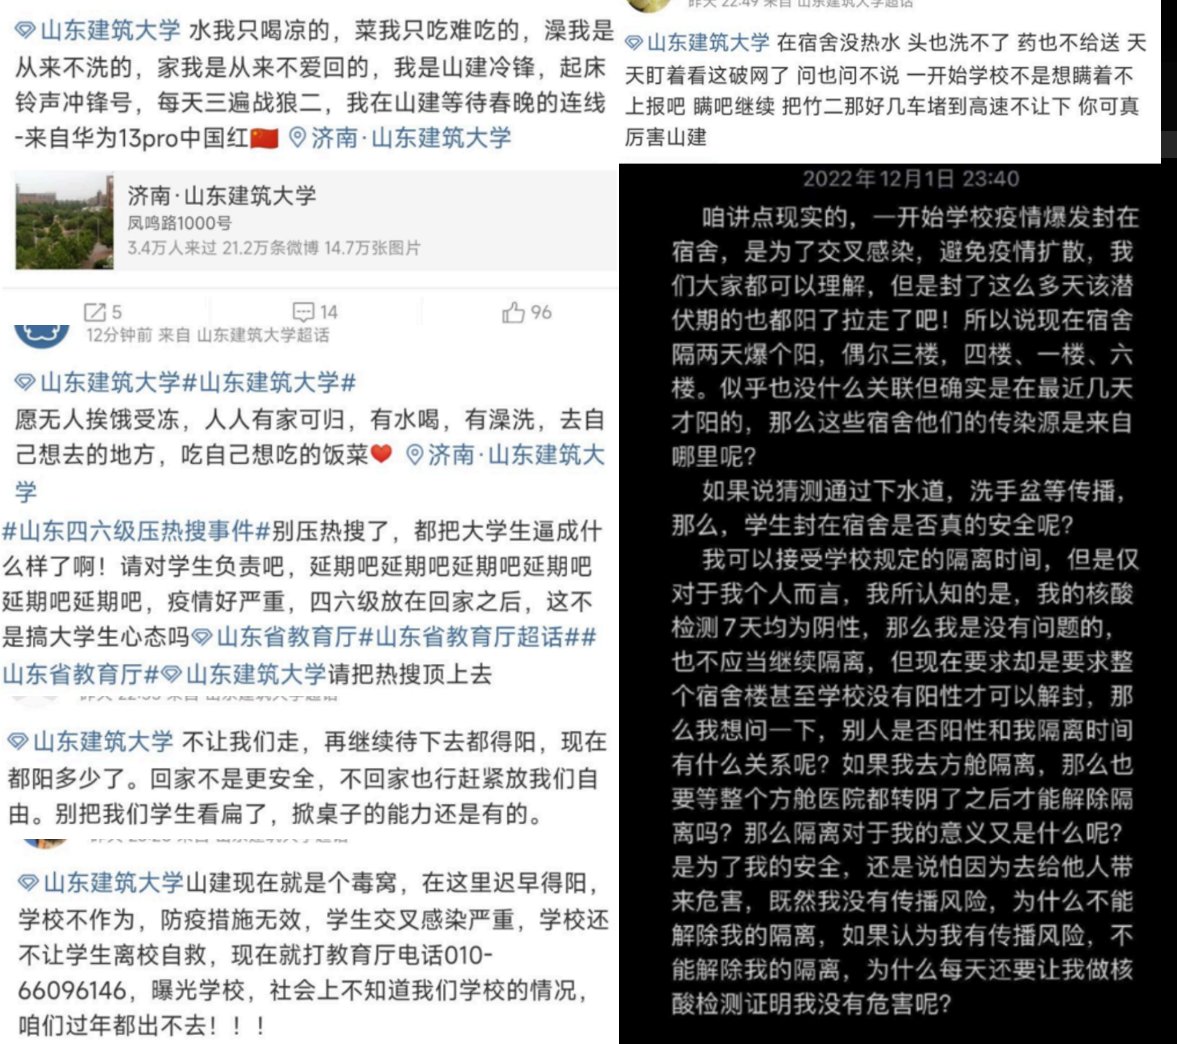 山东建筑大学 水我只喝凉的，菜我只吃难吃的，澡我是
从来不洗的，家我是从来不爱回的，我是山建冷锋，起床
铃声冲锋号，每天三遍战狼二，我在山建等待春晚的连线
-来自华为13pro中国红🇨🇳 济南·山东建筑大学
济南·山东建筑大学
凤鸣路1000号
3.4万人来过 21.2万条微博 14.7万张图片
5 14 96
12分钟前 来自 山东建筑大学超话
山东建筑大学#山东建筑大学#
愿无人挨饿受冻，人人有家可归，有水喝，有澡洗，去自
己想去的地方，吃自己想吃的饭菜❤ 济南·山东建筑大
学
#山东四六级压热搜事件#别压热搜了，都把大学生逼成什
么样了啊！请对学生负责吧，延期吧延期吧延期吧延期吧
延期吧延期吧，疫情好严重，四六级放在回家之后，这不
是搞大学生心态吗山东省教育厅#山东省教育厅超话##
山东省教育厅#山东建筑大学请把热搜顶上去
山东建筑大学 不让我们走，再继续待下去都得阳，现在
都阳多少了。回家不是更安全，不回家也行赶紧放我们自
由。别把我们学生看扁了，掀桌子的能力还是有的。
山东建筑大学山建现在就是个毒窝，在这里迟早得阳，
学校不作为，防疫措施无效，学生交叉感染严重，学校还
不让学生离校自救，现在就打教育厅电话010-
66096146，曝光学校，社会上不知道我们学校的情况，
咱们过年都出不去！！！
昨天 22:49 来自 山东建筑大学超话
山东建筑大学 在宿舍没热水 头也洗不了 药也不给送 天
天盯着看这破网了 问也问不说 一开始学校不是想瞒着不
上报吧 瞒吧继续 把竹二那好几车堵到高速不让下 你可真
厉害山建
2022年12月1日 23:40
咱讲点现实的，一开始学校疫情爆发封在
宿舍，是为了交叉感染，避免疫情扩散，我
们大家都可以理解，但是封了这么多天该潜
伏期的也都阳了拉走了吧！所以说现在宿舍
隔两天爆个阳，偶尔三楼，四楼、一楼、六
楼。似乎也没什么关联但确实是在最近几天
才阳的，那么这些宿舍他们的传染源是来自
哪里呢？
如果说猜测通过下水道，洗手盆等传播，
那么，学生封在宿舍是否真的安全呢？
我可以接受学校规定的隔离时间，但是仅
对于我个人而言，我所认知的是，我的核酸
检测7天均为阴性，那么我是没有问题的，
也不应当继续隔离，但现在要求却是要求整
个宿舍楼甚至学校没有阳性才可以解封，那
么我想问一下，别人是否阳性和我隔离时间
有什么关系呢？如果我去方舱隔离，那么也
要等整个方舱医院都转阴了之后才能解除隔
离吗？那么隔离对于我的意义又是什么呢？
是为了我的安全，还是说怕因为去给他人带
来危害，既然我没有传播风险，为什么不能
解除我的隔离，如果认为我有传播风险，不
能解除我的隔离，为什么每天还要让我做核
酸检测证明我没有危害呢？